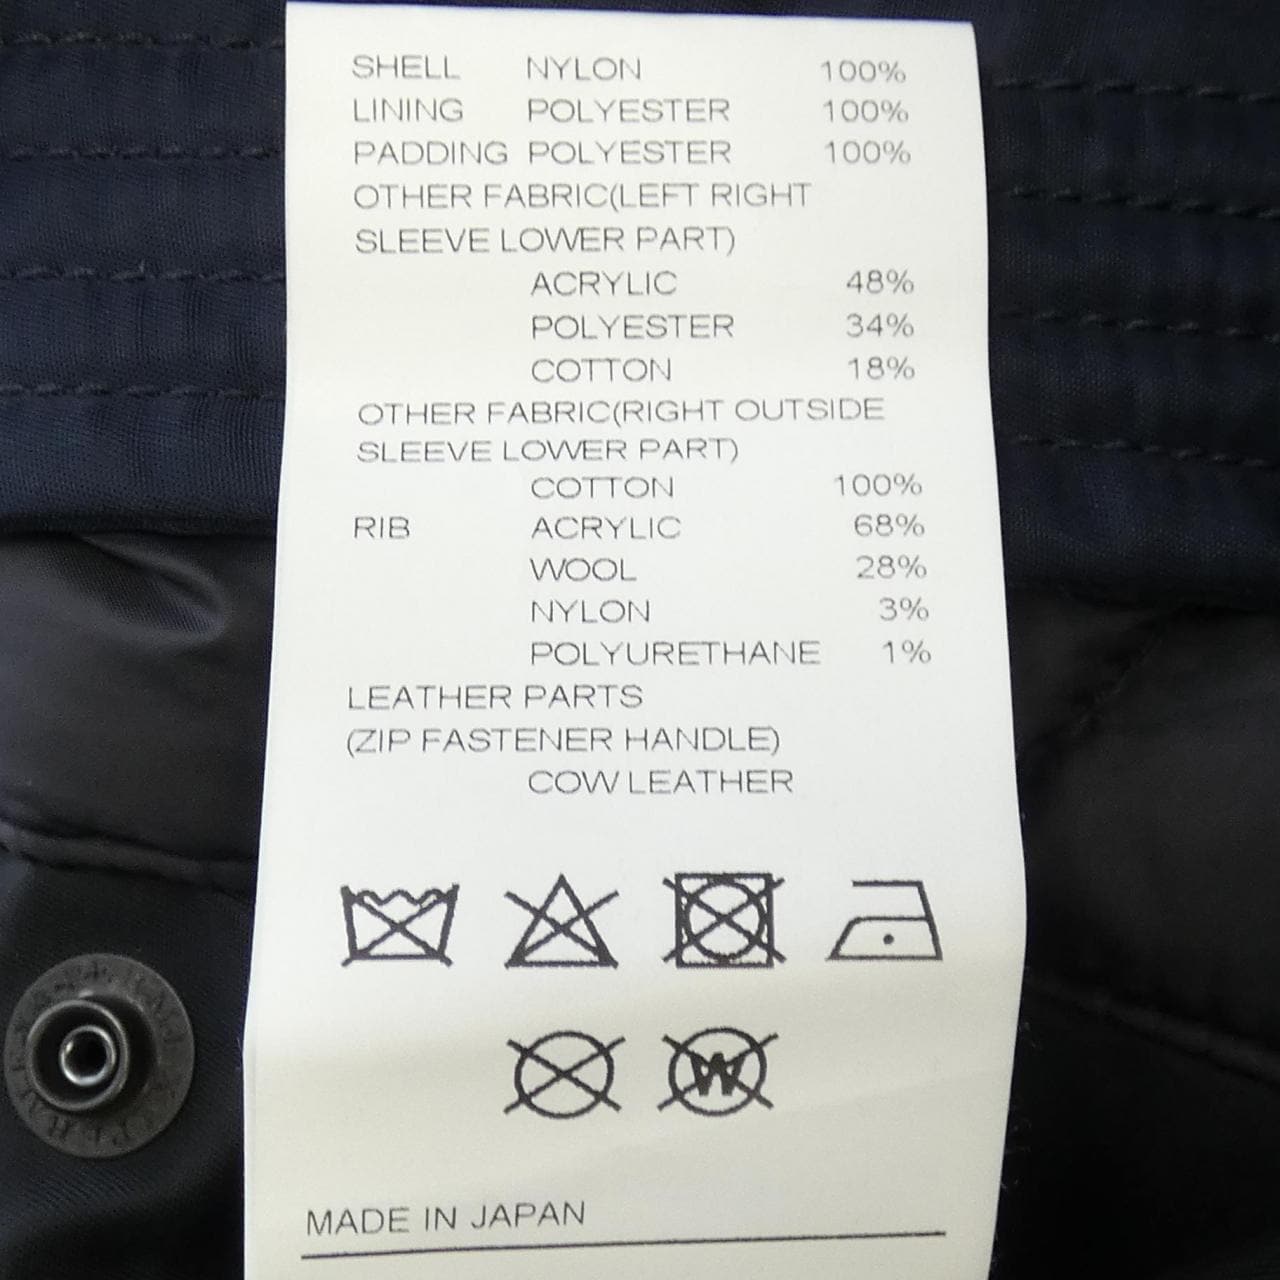 SHELL NYLON 100%
LINING POLYESTER 100%
PADDING POLYESTER 100%
OTHER FABRIC(LEFT RIGHT
SLEEVE LOWER PART)
ACRYLIC 48%
POLYESTER 34%
COTTON 18%
OTHER FABRIC(RIGHT OUTSIDE
SLEEVE LOWER PART)
COTTON 100%
RIB ACRYLIC 68%
WOOL 28%
NYLON 3%
POLYURETHANE 1%
LEATHER PARTS
(ZIP FASTENER HANDLE)
COW LEATHER
W
MADE IN JAPAN